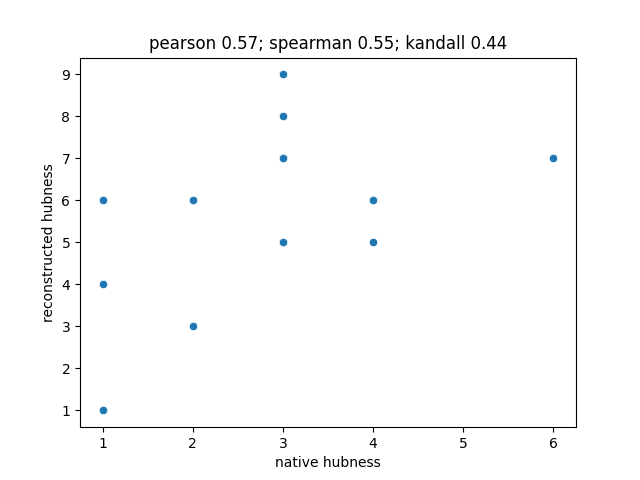 pearson 0.57; spearman 0.55; kandall 0.44
9
8
7
6
5
4
3
2
1
reconstructed hubness
1 2 3 4 5 6
native hubness